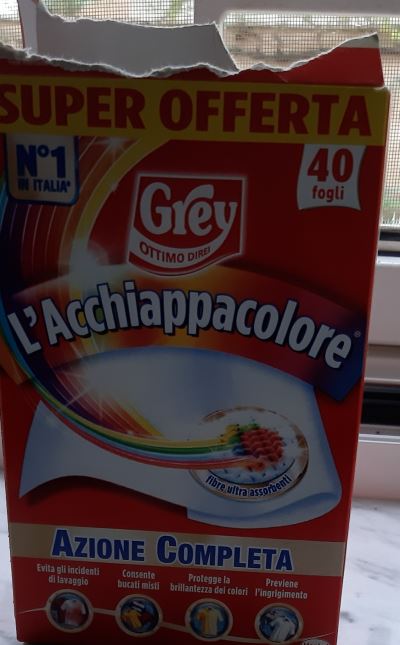 SUPER OFFERTA
N°1
IN ITALIA*
40
fogli
Grey
OTTIMO DIREI
L'Acchiappacolore®
fibre ultra assorbenti
AZIONE COMPLETA
Evita gli incidenti
di lavaggio
Consente
bucati misti
Protegge la
brillantezza dei colori
Previene
l'ingrigimento